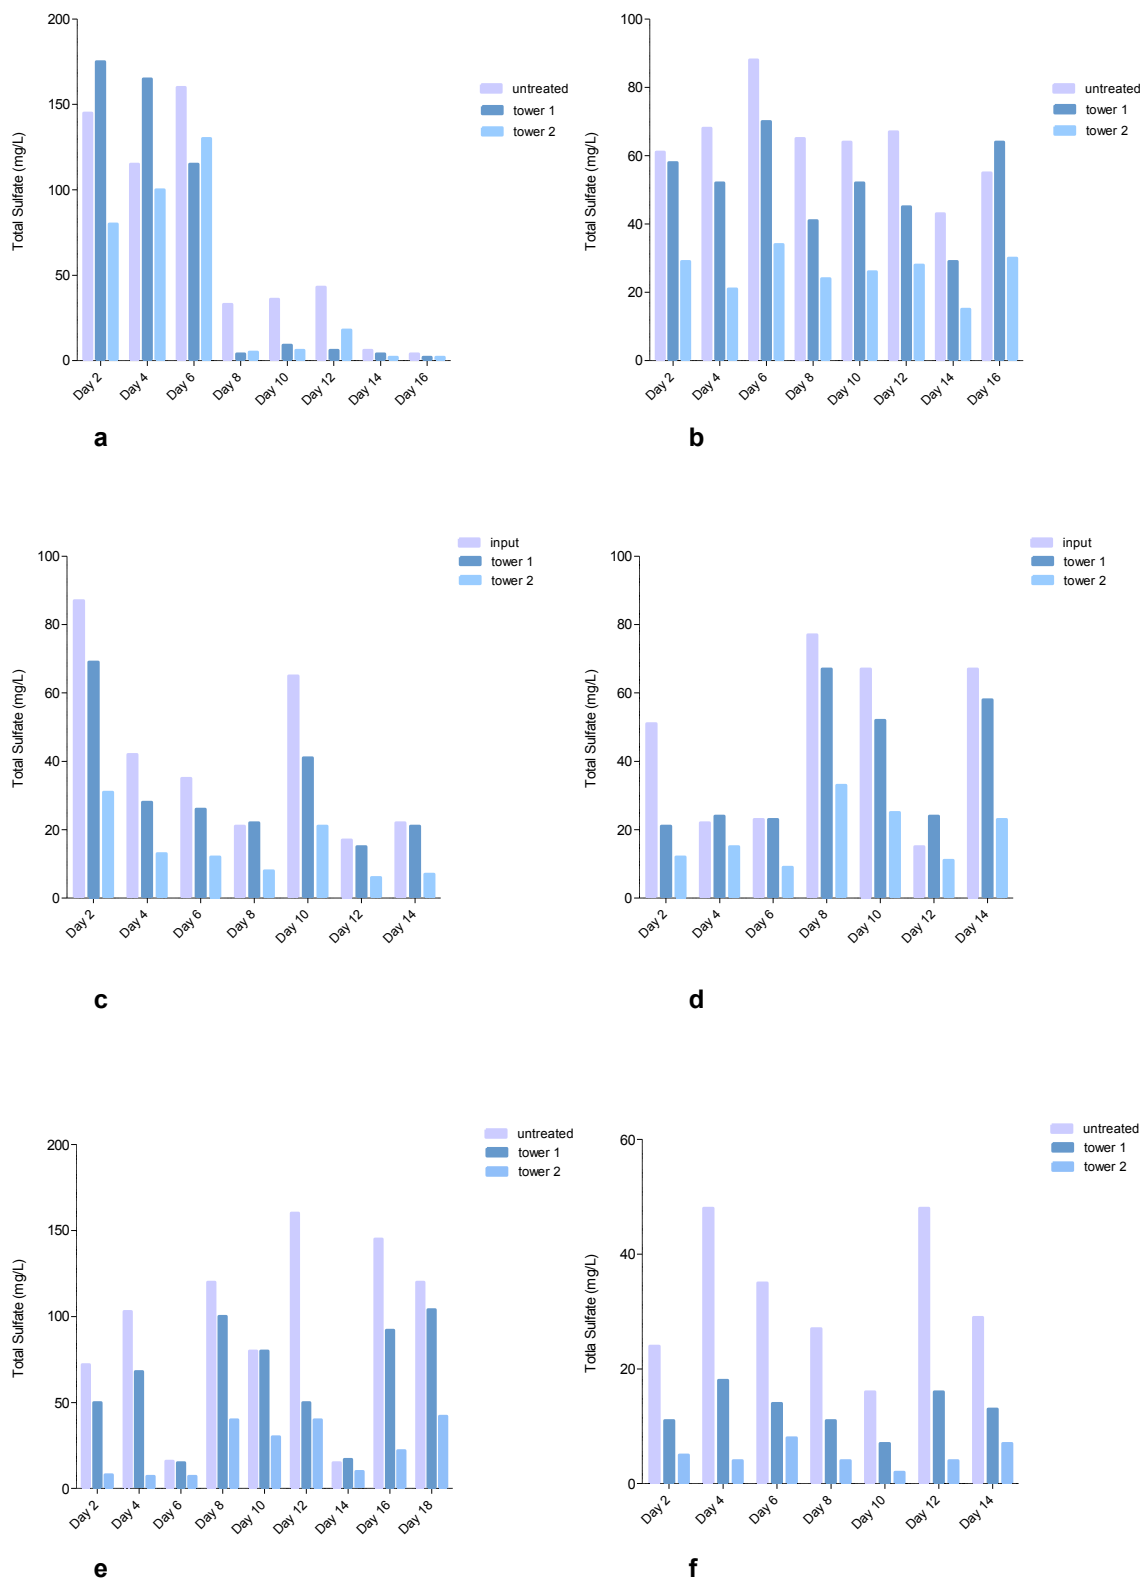 200
150
100
50
0
Total Sulfate (mg/L)
untreated
tower 1
tower 2
Day 2
Day 4
Day 6
Day 8
Day 10
Day 12
Day 14
Day 16
a
100
80
60
40
20
0
Total Sulfate (mg/L)
untreated
tower 1
tower 2
Day 2
Day 4
Day 6
Day 8
Day 10
Day 12
Day 14
Day 16
b
100
80
60
40
20
0
Total Sulfate (mg/L)
input
tower 1
tower 2
Day 2
Day 4
Day 6
Day 8
Day 10
Day 12
Day 14
c
100
80
60
40
20
0
Total Sulfate (mg/L)
input
tower 1
tower 2
Day 2
Day 4
Day 6
Day 8
Day 10
Day 12
Day 14
d
200
150
100
50
0
Total Sulfate (mg/L)
untreated
tower 1
tower 2
Day 2
Day 4
Day 6
Day 8
Day 10
Day 12
Day 14
Day 16
Day 18
e
60
40
20
0
Totla Sulfate (mg/L)
untreated
tower 1
tower 2
Day 2
Day 4
Day 6
Day 8
Day 10
Day 12
Day 14
f